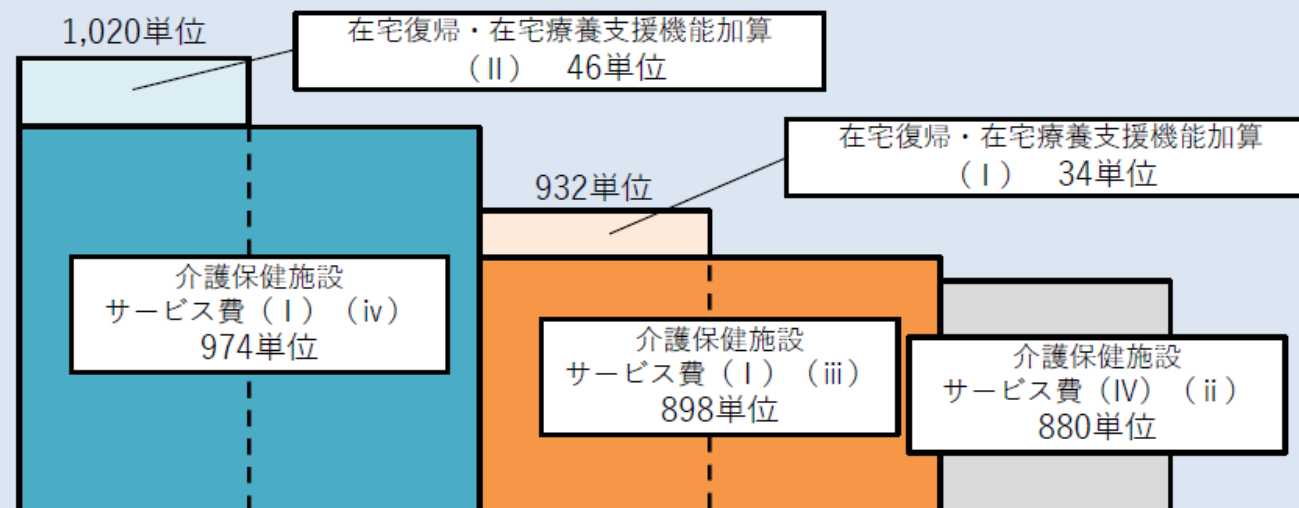 1,020単位
在宅復帰・在宅療養支援機能加算
（Ⅱ）　46単位
在宅復帰・在宅療養支援機能加算
（Ⅰ）　34単位
932単位
介護保健施設
サービス費（Ⅰ）（ⅳ）
974単位
介護保健施設
サービス費（Ⅰ）（ⅲ）
898単位
介護保健施設
サービス費（Ⅳ）（ⅱ）
880単位